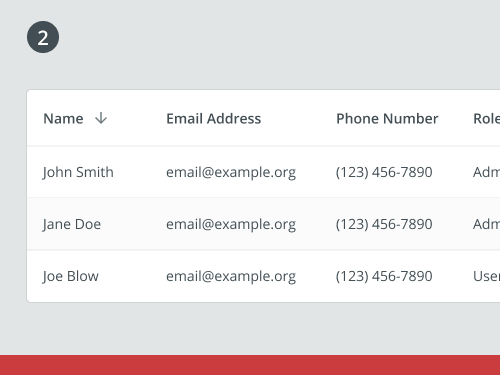 2
Name Email Address Phone Number Role
John Smith email@example.org (123) 456-7890 Adm
Jane Doe email@example.org (123) 456-7890 Adm
Joe Blow email@example.org (123) 456-7890 User